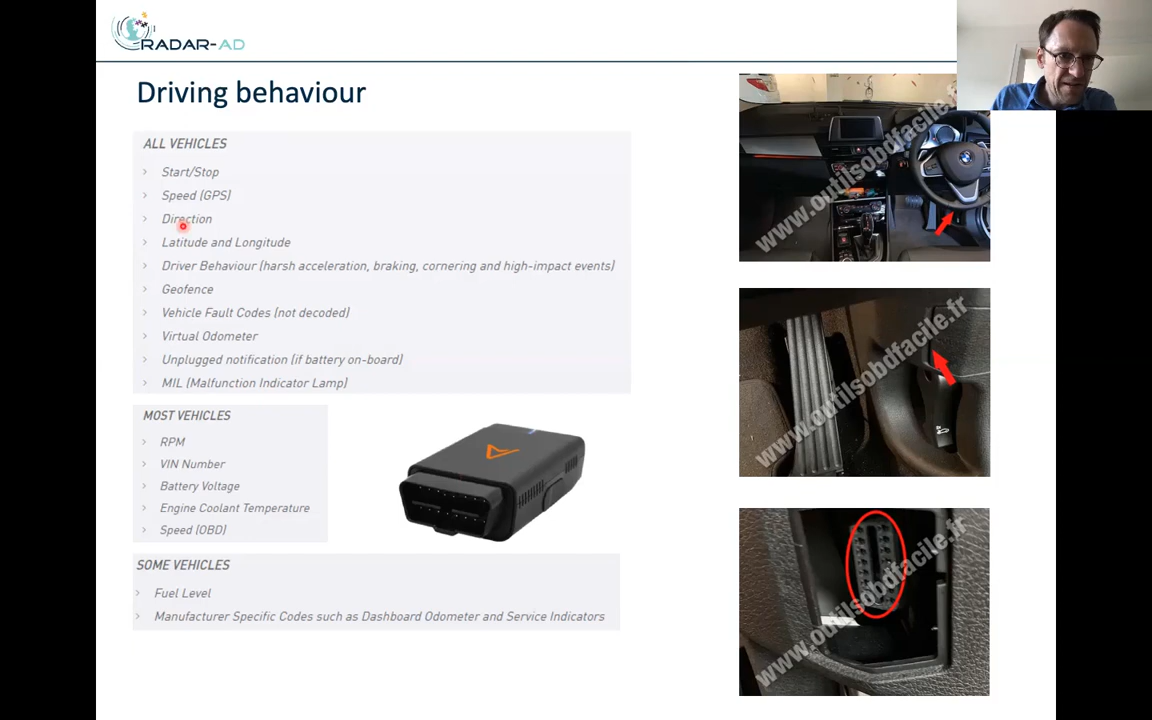 RADAR-AD
Driving behaviour
ALL VEHICLES
Start/Stop
Speed (GPS)
Direction
Latitude and Longitude
Driver Behaviour (harsh acceleration, braking, cornering and high-impact events)
Geofence
Vehicle Fault Codes (not decoded)
Virtual Odometer
Unplugged notification (if battery on-board)
MIL (Malfunction Indicator Lamp)
MOST VEHICLES
RPM
VIN Number
Battery Voltage
Engine Coolant Temperature
Speed (OBD)
SOME VEHICLES
Fuel Level
Manufacturer Specific Codes such as Dashboard Odometer and Service Indicators
www.outilsobdfacile.fr
www.outilsobdfacile.fr
www.outilsobdfacile.fr